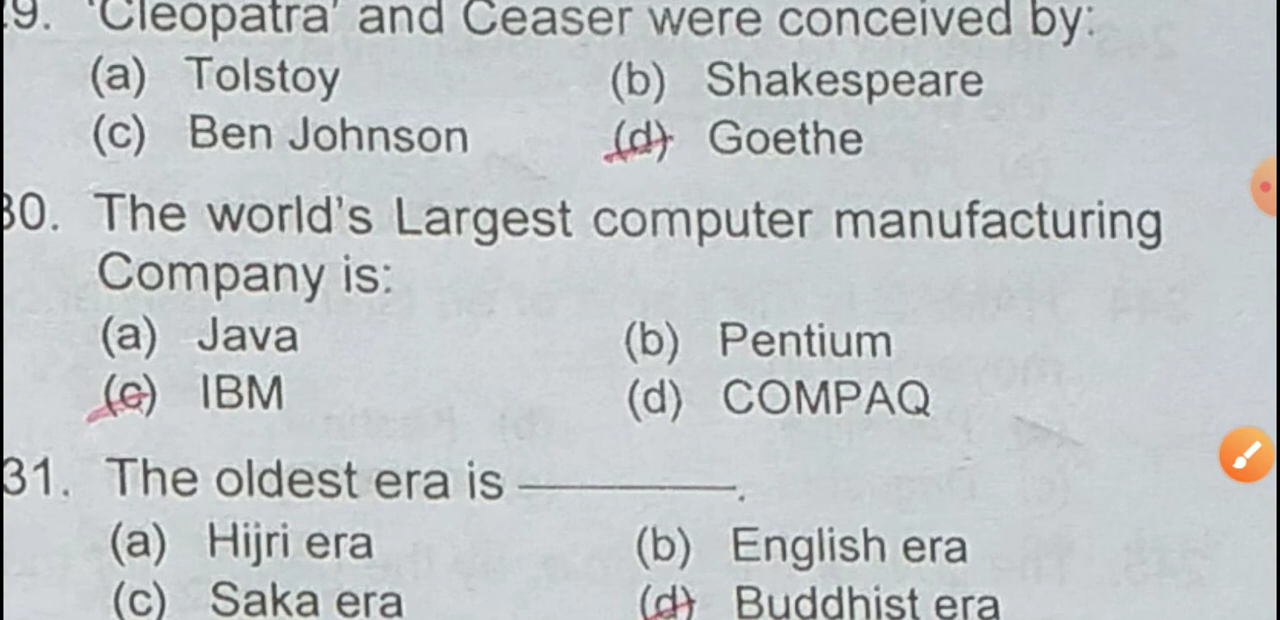 .9. 'Cleopatra' and Ceaser were conceived by:
(a) Tolstoy (b) Shakespeare
(c) Ben Johnson (d) Goethe
30. The world's Largest computer manufacturing
Company is:
(a) Java (b) Pentium
(c) IBM (d) COMPAQ
31. The oldest era is ————.
(a) Hijri era (b) English era
(c) Saka era (d) Buddhist era